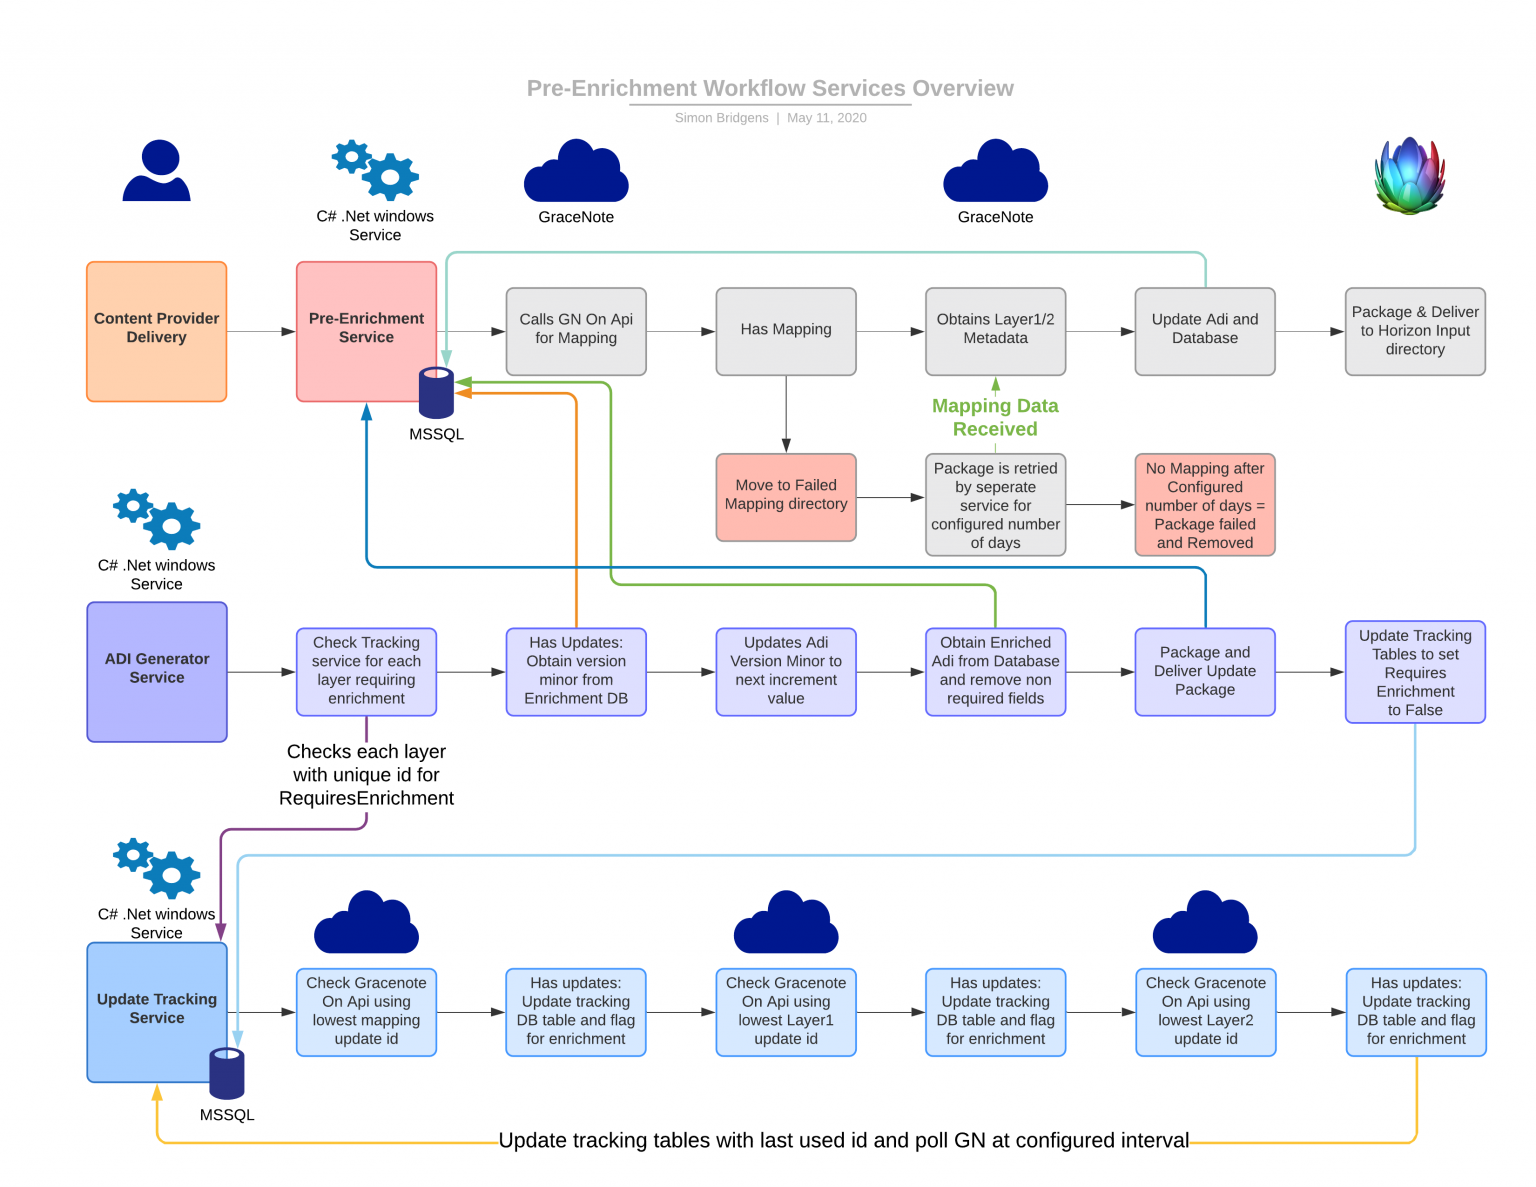 Pre-Enrichment Workflow Services Overview
Simon Bridgens | May 11, 2020
C# .Net windows
Service
GraceNote
GraceNote
Content Provider
Delivery
Pre-Enrichment
Service
Calls GN On Api
for Mapping
Has Mapping
Obtains Layer1/2
Metadata
Update Adi and
Database
Package & Deliver
to Horizon Input
directory
MSSQL
Mapping Data
Received
Move to Failed
Mapping directory
Package is retried
by seperate
service for
configured number
of days
No Mapping after
Configured
number of days =
Package failed
and Removed
C# .Net windows
Service
ADI Generator
Service
Check Tracking
service for each
layer requiring
enrichment
Has Updates:
Obtain version
minor from
Enrichment DB
Updates Adi
Version Minor to
next increment
value
Obtain Enriched
Adi from Database
and remove non
required fields
Package and
Deliver Update
Package
Update Tracking
Tables to set
Requires
Enrichment
to False
Checks each layer
with unique id for
RequiresEnrichment
C# .Net windows
Service
Update Tracking
Service
Check Gracenote
On Api using
lowest mapping
update id
Has updates:
Update tracking
DB table and flag
for enrichment
Check Gracenote
On Api using
lowest Layer1
update id
Has updates:
Update tracking
DB table and flag
for enrichment
Check Gracenote
On Api using
lowest Layer2
update id
Has updates:
Update tracking
DB table and flag
for enrichment
MSSQL
Update tracking tables with last used id and poll GN at configured interval